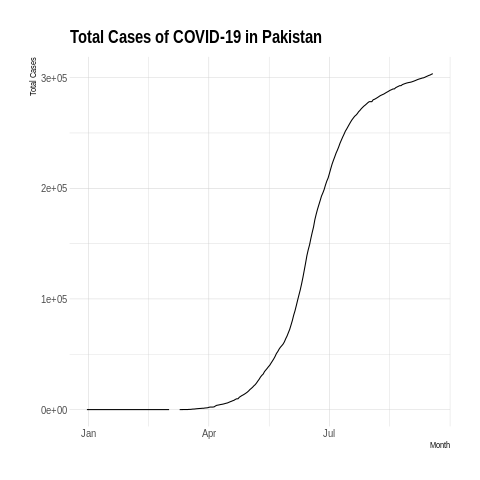 Total Cases of COVID-19 in Pakistan
Total Cases
3e+05
2e+05
1e+05
0e+00
Jan Apr Jul
Month